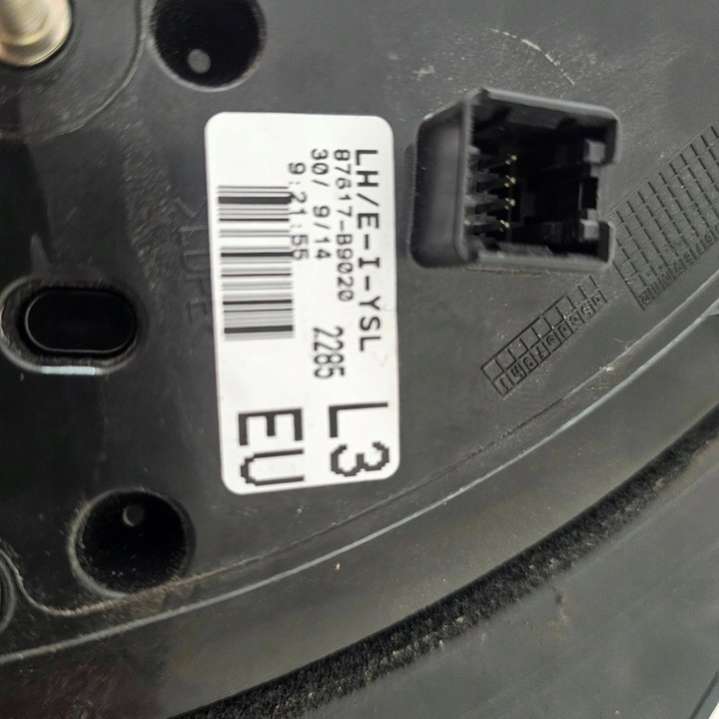 LH/E-I-YSL
87617-B9020 2285
30/ 9/14
9:21:55
L3
EU